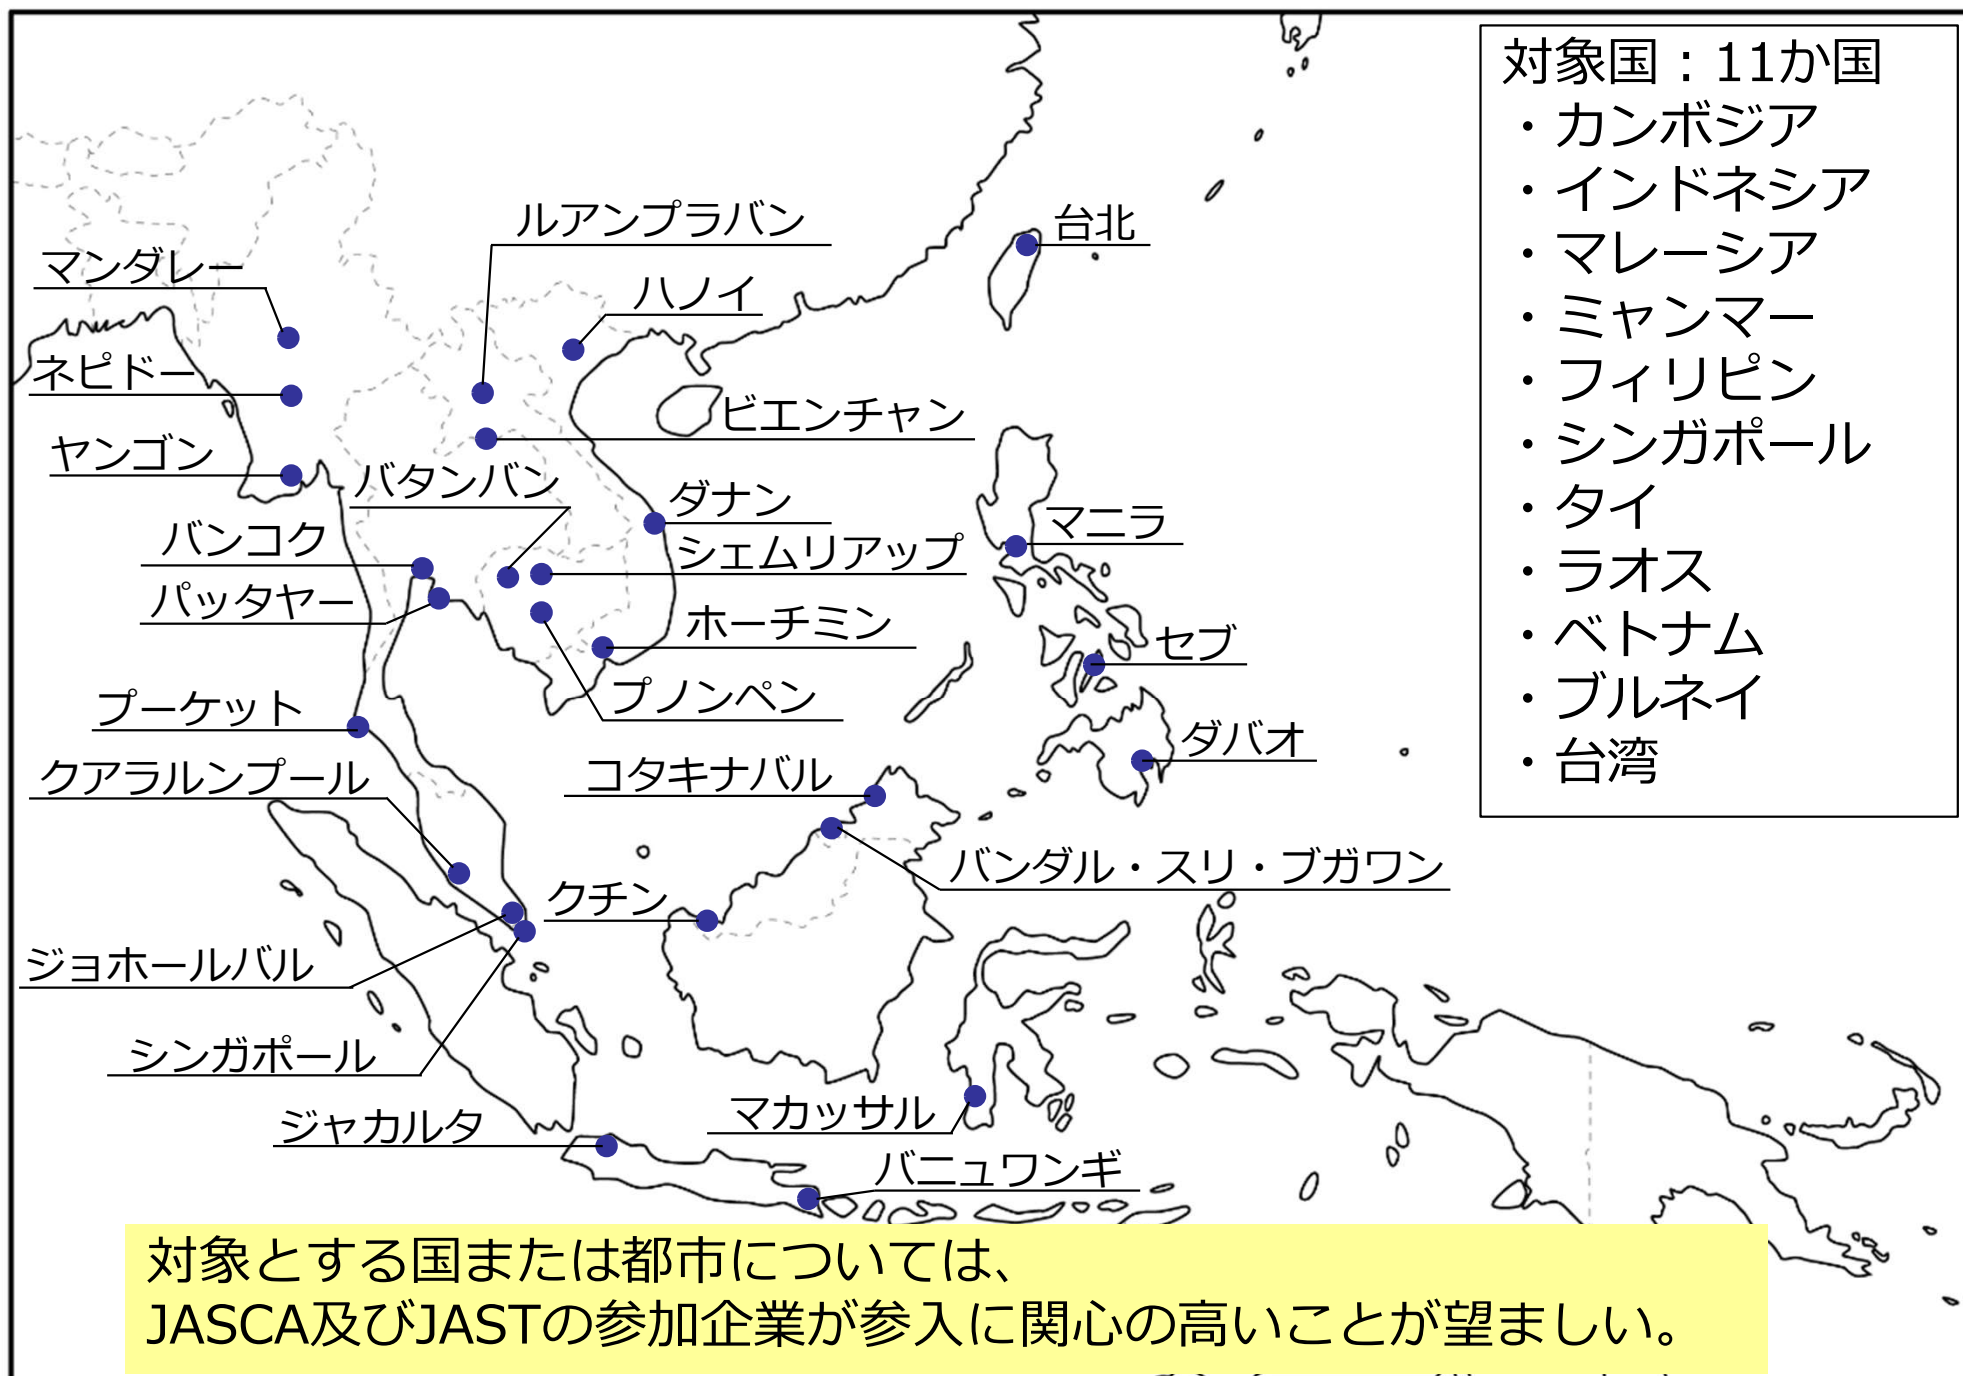 対象国：11か国
・カンボジア
・インドネシア
・マレーシア
・ミャンマー
・フィリピン
・シンガポール
・タイ
・ラオス
・ベトナム
・ブルネイ
・台湾
ルアンプラバン
台北
マンダレー
ハノイ
ネピドー
ビエンチャン
ヤンゴン
バタンバン
ダナン
マニラ
バンコク
シェムリアップ
パッタヤー
ホーチミン
セブ
プーケット
プノンペン
ダバオ
クアラルンプール
コタキナバル
バンダル・スリ・ブガワン
クチン
ジョホールバル
シンガポール
ジャカルタ
マカッサル
バニュワンギ
対象とする国または都市については、
JASCA及びJASTの参加企業が参入に関心の高いことが望ましい。